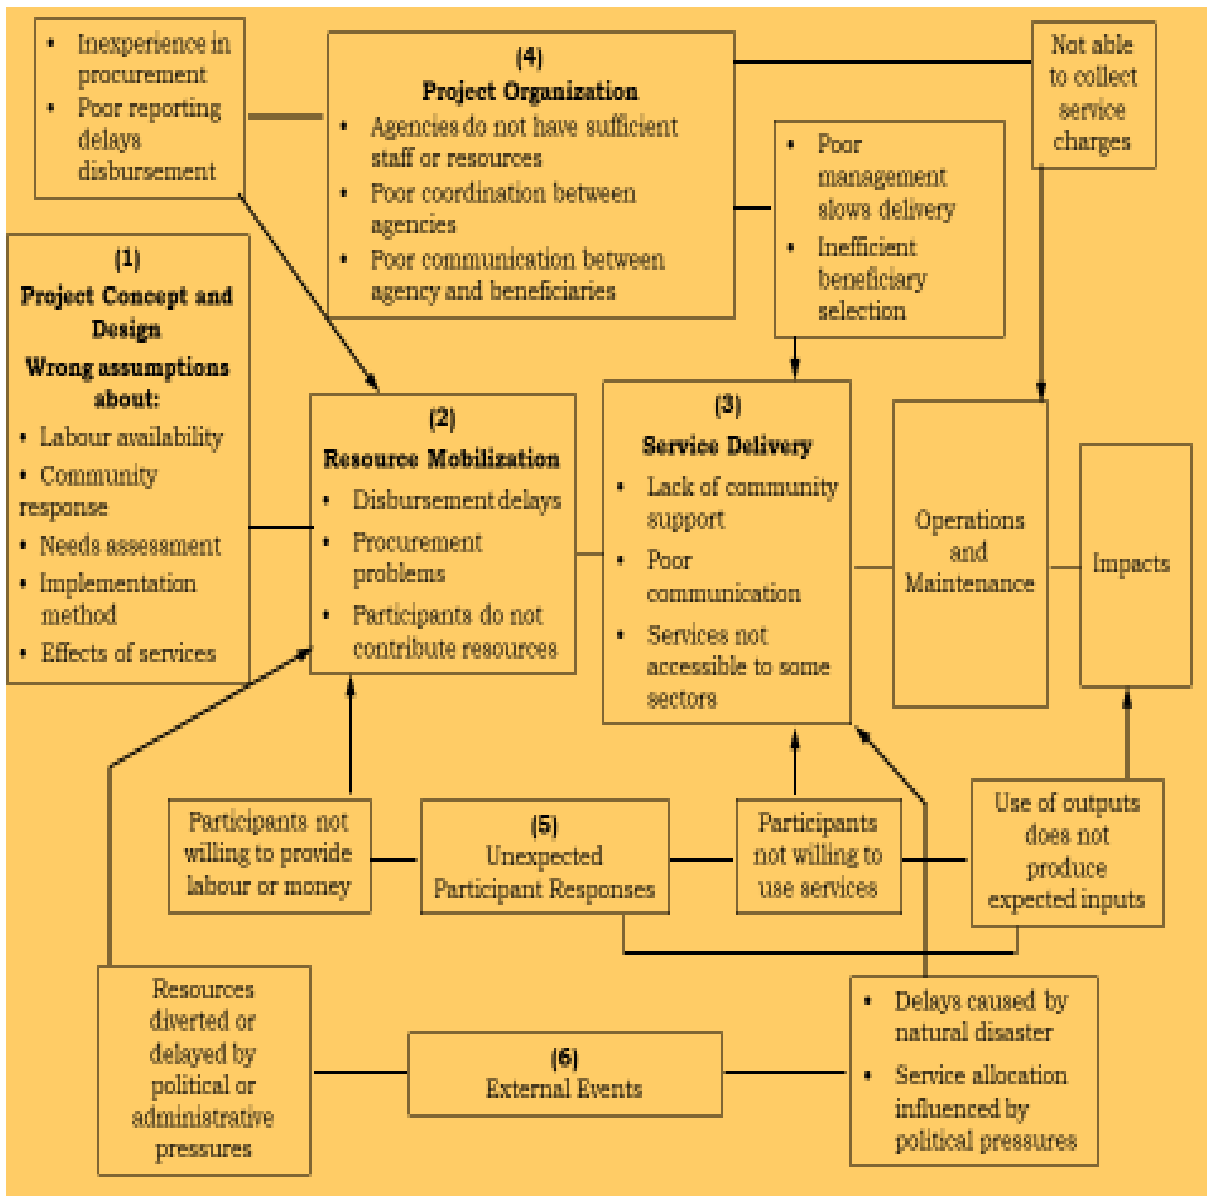 • Inexperience in
procurement
• Poor reporting
delays
disbursement
(4)
Project Organization
• Agencies do not have sufficient
staff or resources
• Poor coordination between
agencies
• Poor communication between
agency and beneficiaries
Not able
to collect
service
charges
• Poor
management
slows delivery
• Inefficient
beneficiary
selection
(1)
Project Concept and
Design
Wrong assumptions
about:
• Labour availability
• Community
response
• Needs assessment
• Implementation
method
• Effects of services
(2)
Resource Mobilization
• Disbursement delays
• Procurement
problems
• Participants do not
contribute resources
(3)
Service Delivery
• Lack of community
support
• Poor
communication
• Services not
accessible to some
sectors
Operations
and
Maintenance
Impacts
Participants not
willing to provide
labour or money
(5)
Unexpected
Participant Responses
Participants
not willing to
use services
Use of outputs
does not
produce
expected inputs
Resources
diverted or
delayed by
political or
administrative
pressures
(6)
External Events
• Delays caused by
natural disaster
• Service allocation
influenced by
political pressures